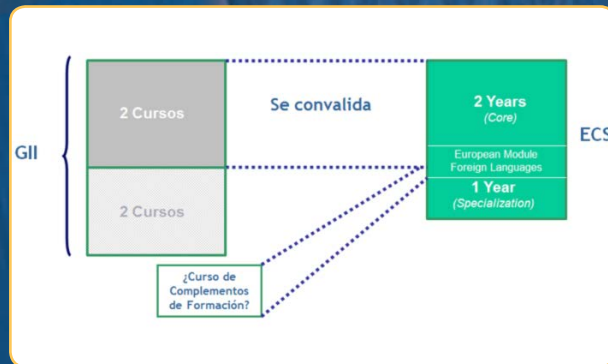 GII
2 Cursos
2 Cursos
Se convalida
¿Curso de
Complementos
de Formación?
2 Years
(Core)
European Module
Foreign Languages
1 Year
(Specialization)
ECS